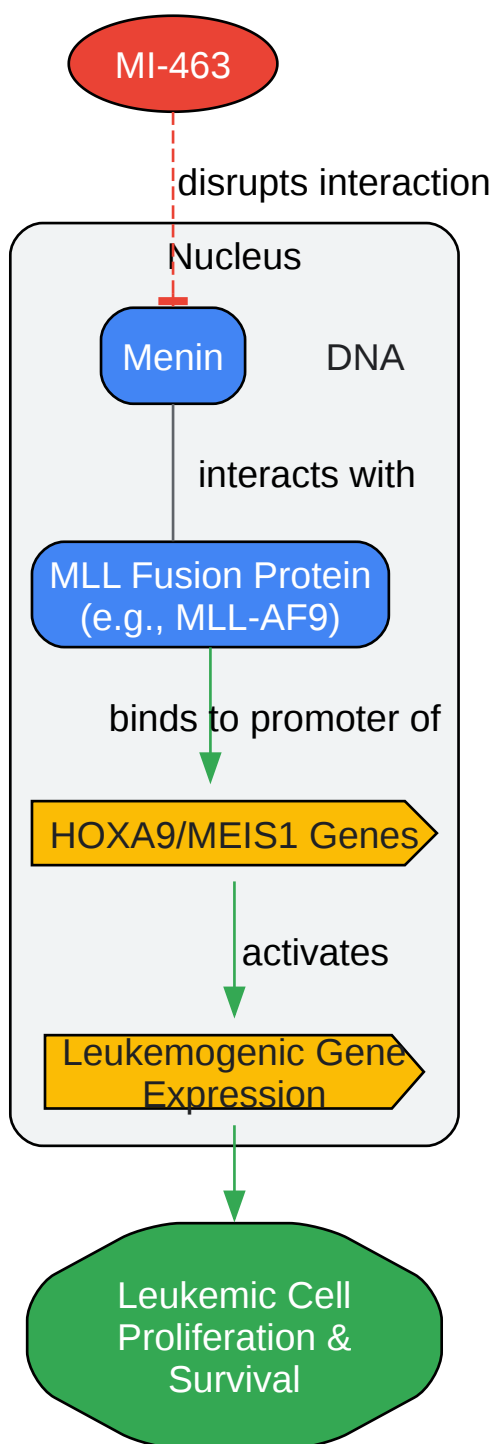 MI-463
disrupts interaction
Nucleus
Menin
DNA
interacts with
MLL Fusion Protein
(e.g., MLL-AF9)
binds to promoter of
HOXA9/MEIS1 Genes
activates
Leukemogenic Gene
Expression
Leukemic Cell
Proliferation &
Survival